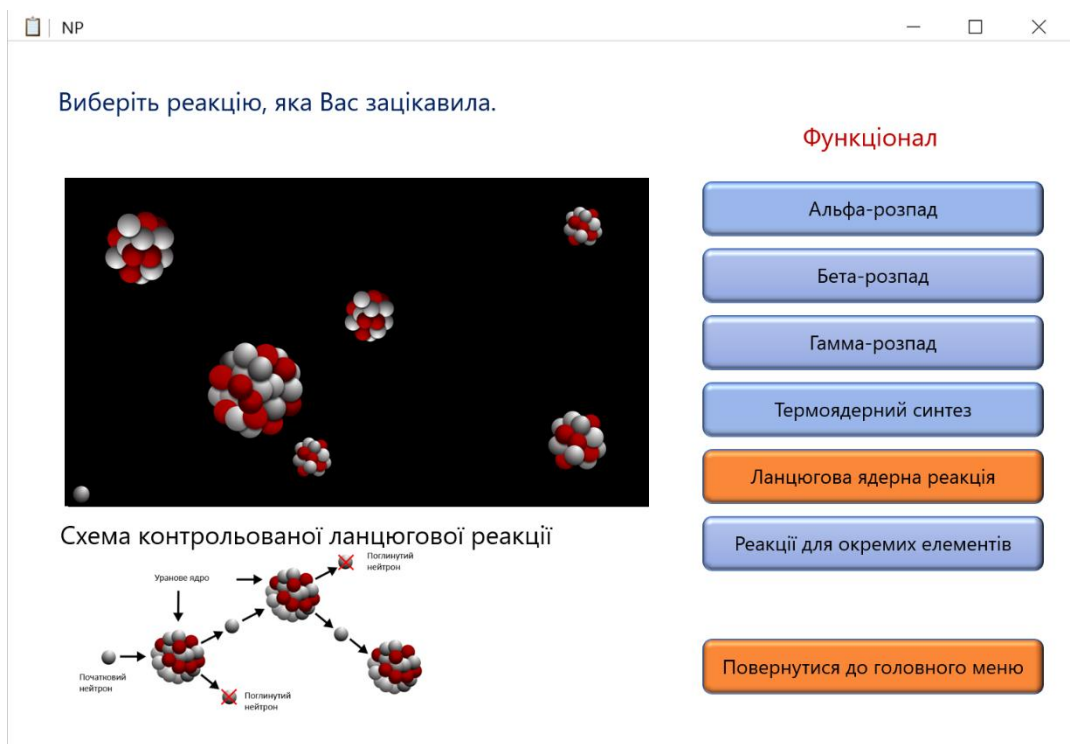 NP
Виберіть реакцію, яка Вас зацікавила.
Функціонал
Альфа-розпад
Бета-розпад
Гамма-розпад
Термоядерний синтез
Ланцюгова ядерна реакція
Реакції для окремих елементів
Повернутися до головного меню
Схема контрольованої ланцюгової реакції
Поглинутий
нейтрон
Уранове ядро
Початковий
нейтрон
Поглинутий
нейтрон